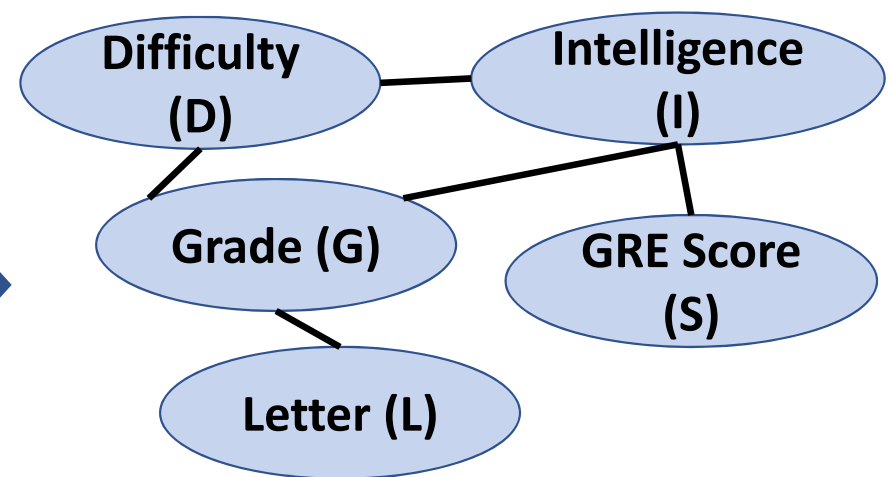 Difficulty
(D)
Intelligence
(I)
Grade (G)
GRE Score
(S)
Letter (L)